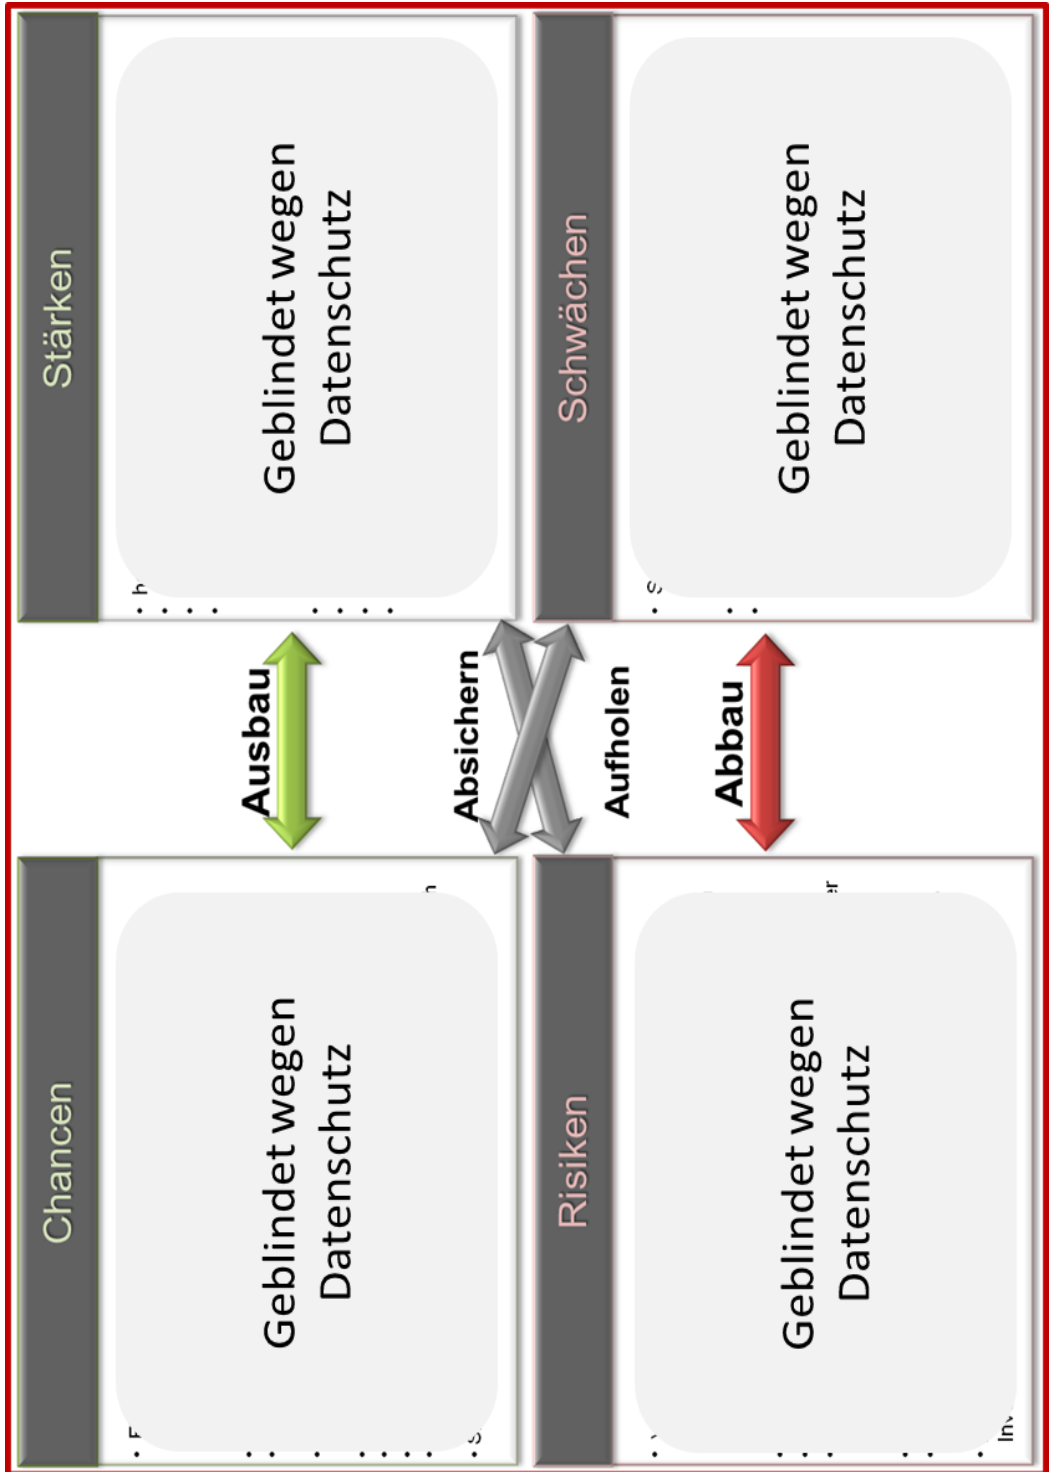 Chancen
Geblindet wegen
Datenschutz
Ausbau
Stärken
Geblindet wegen
Datenschutz
Absichern
Aufholen
Risiken
Geblindet wegen
Datenschutz
Abbau
Schwächen
Geblindet wegen
Datenschutz